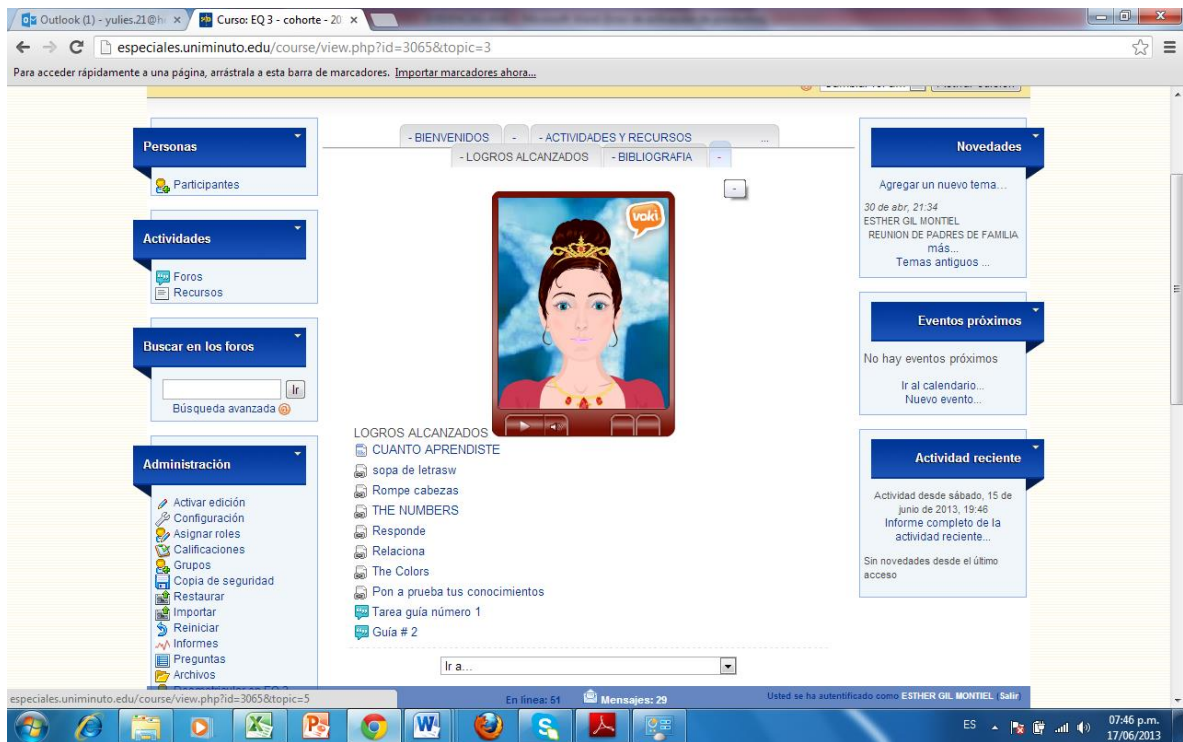 Outlook (1) - yulies.21@h
Curso: EQ 3 - cohorte - 20
especiales.uniminuto.edu/course/view.php?id=3065&topic=3
Para acceder rápidamente a una página, arrástrala a esta barra de marcadores. Importar marcadores ahora...
Personas
Participantes
Actividades
Foros
Recursos
Buscar en los foros
Ir
Búsqueda avanzada
Administración
Activar edición
Configuración
Asignar roles
Calificaciones
Grupos
Copia de seguridad
Restaurar
Importar
Reiniciar
Informes
Preguntas
Archivos
- BIENVENIDOS - - ACTIVIDADES Y RECURSOS ...
- LOGROS ALCANZADOS - BIBLIOGRAFIA -
-
voki
LOGROS ALCANZADOS
CUANTO APRENDISTE
sopa de letrasw
Rompe cabezas
THE NUMBERS
Responde
Relaciona
The Colors
Pon a prueba tus conocimientos
Tarea guía número 1
Guía # 2
Ir a...
Novedades
Agregar un nuevo tema...
30 de abr, 21:34
ESTHER GIL MONTIEL
REUNION DE PADRES DE FAMILIA
más...
Temas antiguos ...
Eventos próximos
No hay eventos próximos
Ir al calendario...
Nuevo evento...
Actividad reciente
Actividad desde sábado, 15 de
junio de 2013, 19:46
Informe completo de la
actividad reciente...
Sin novedades desde el último
acceso
especiales.uniminuto.edu/course/view.php?id=3065&topic=5
En línea: 51 Mensajes: 29
Usted se ha autentificado como ESTHER GIL MONTIEL (Salir)
ES
07:46 p.m.
17/06/2013